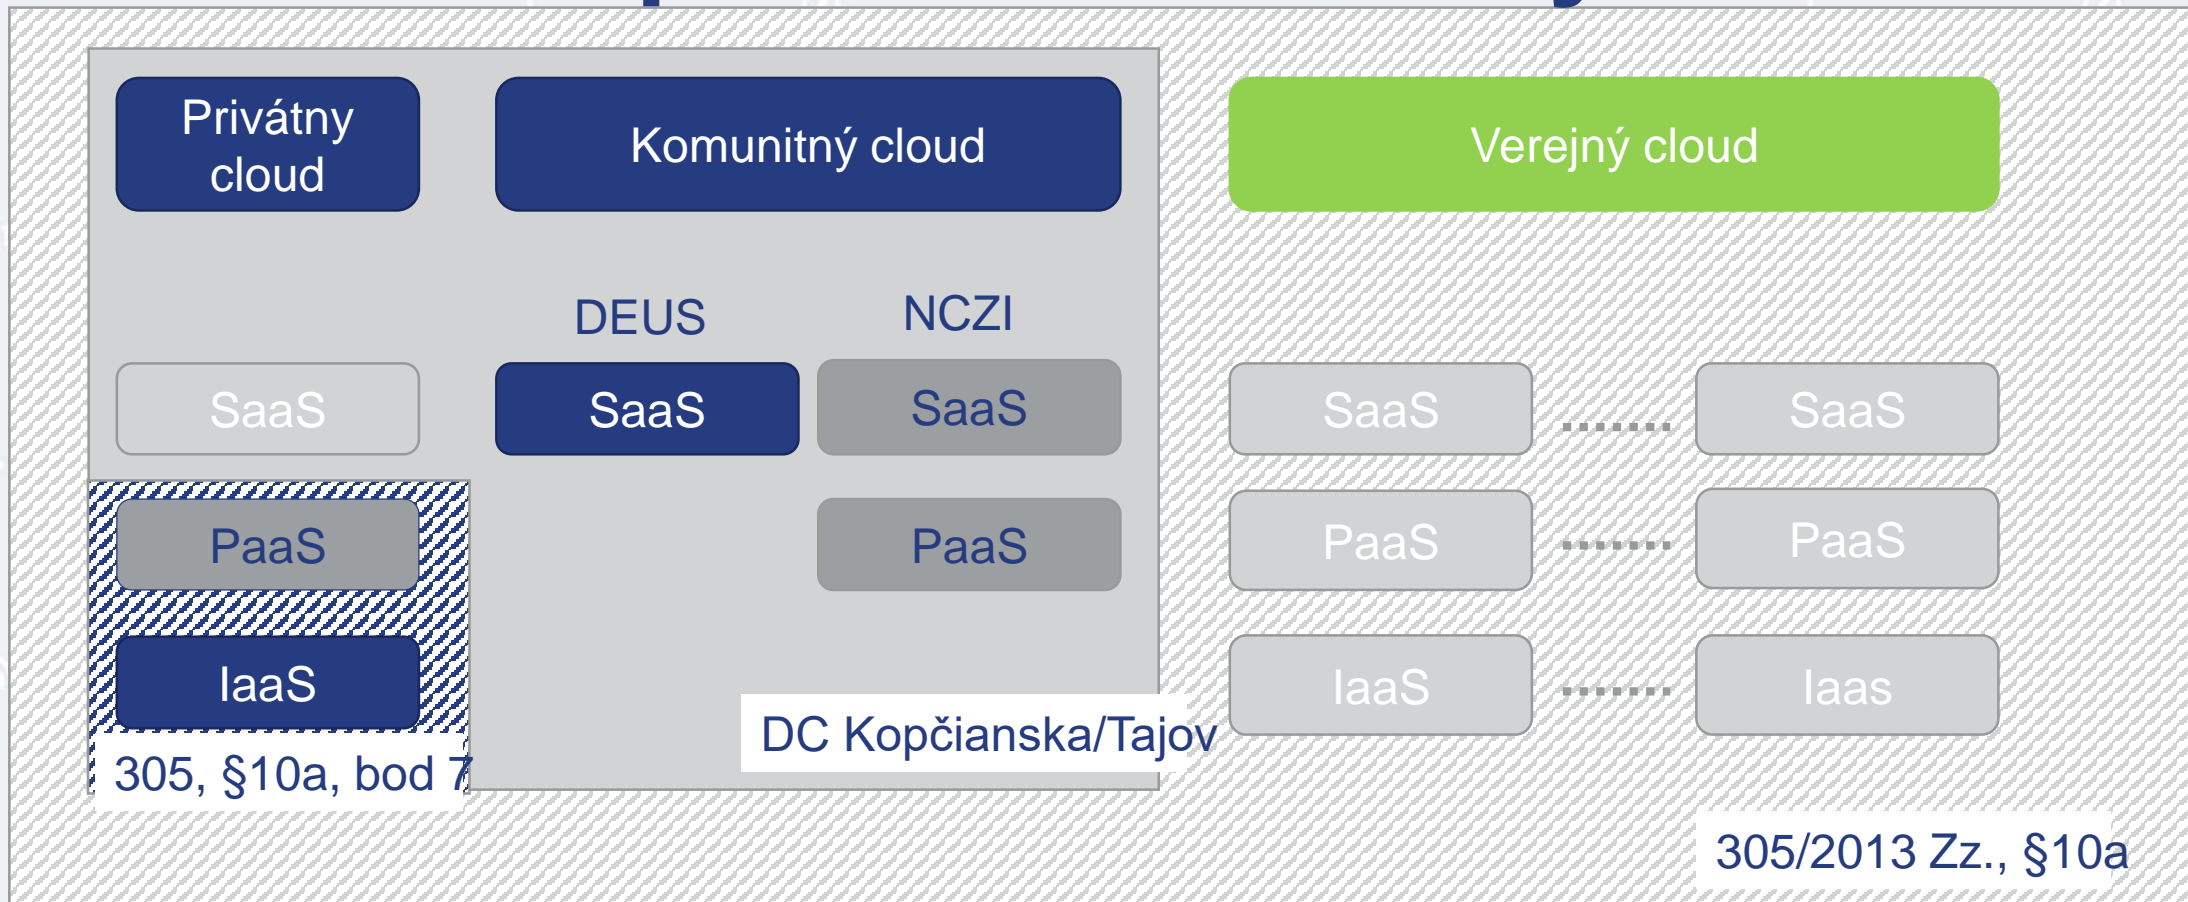 Privátny
cloud
Komunitný cloud
Verejný cloud
DEUS
NCZI
SaaS
SaaS
SaaS
SaaS
SaaS
PaaS
PaaS
PaaS
PaaS
IaaS
IaaS
Iaas
DC Kopčianska/Tajov
305, §10a, bod 7
305/2013 Zz., §10a